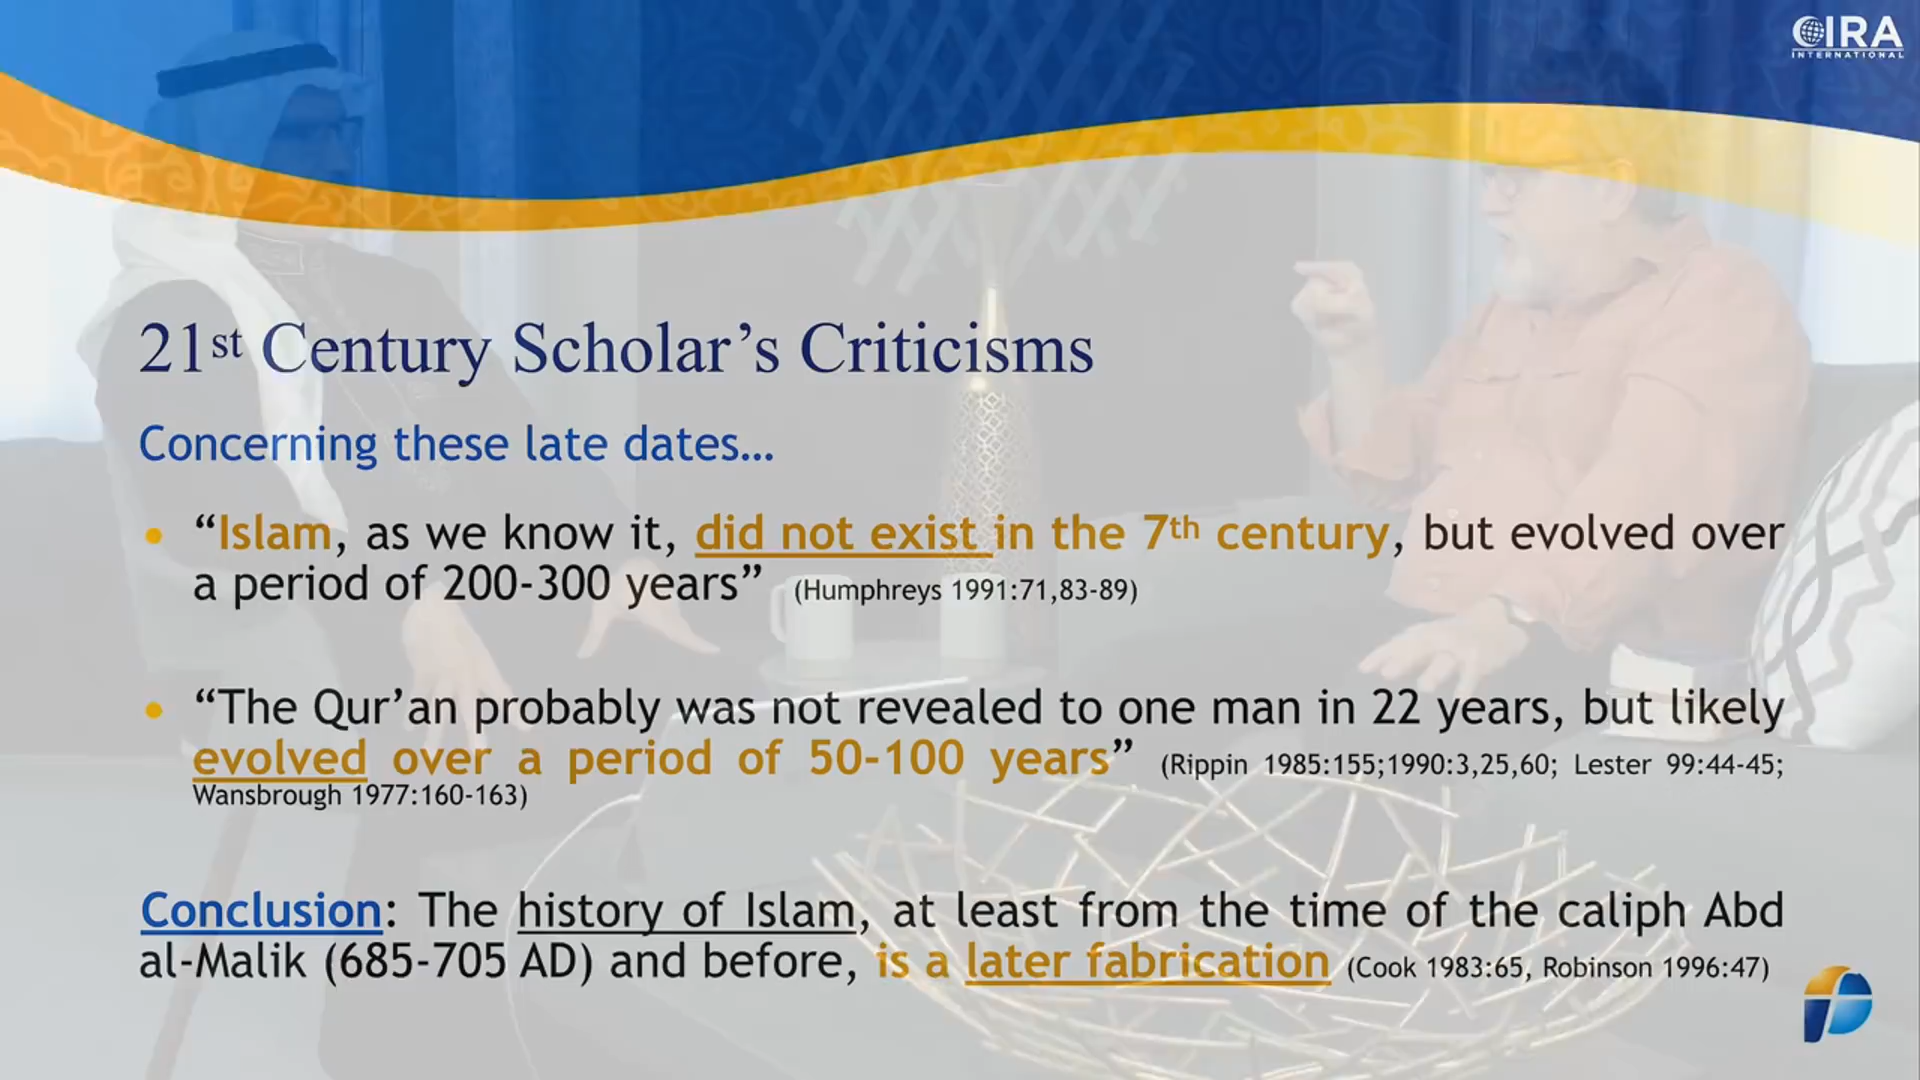 CIRA
INTERNATIONAL
21st Century Scholar’s Criticisms
Concerning these late dates…
• “Islam, as we know it, did not exist in the 7th century, but evolved over
a period of 200-300 years” (Humphreys 1991:71,83-89)
• “The Qur’an probably was not revealed to one man in 22 years, but likely
evolved over a period of 50-100 years” (Rippin 1985:155;1990:3,25,60; Lester 99:44-45;
Wansbrough 1977:160-163)
Conclusion: The history of Islam, at least from the time of the caliph Abd
al-Malik (685-705 AD) and before, is a later fabrication (Cook 1983:65, Robinson 1996:47)